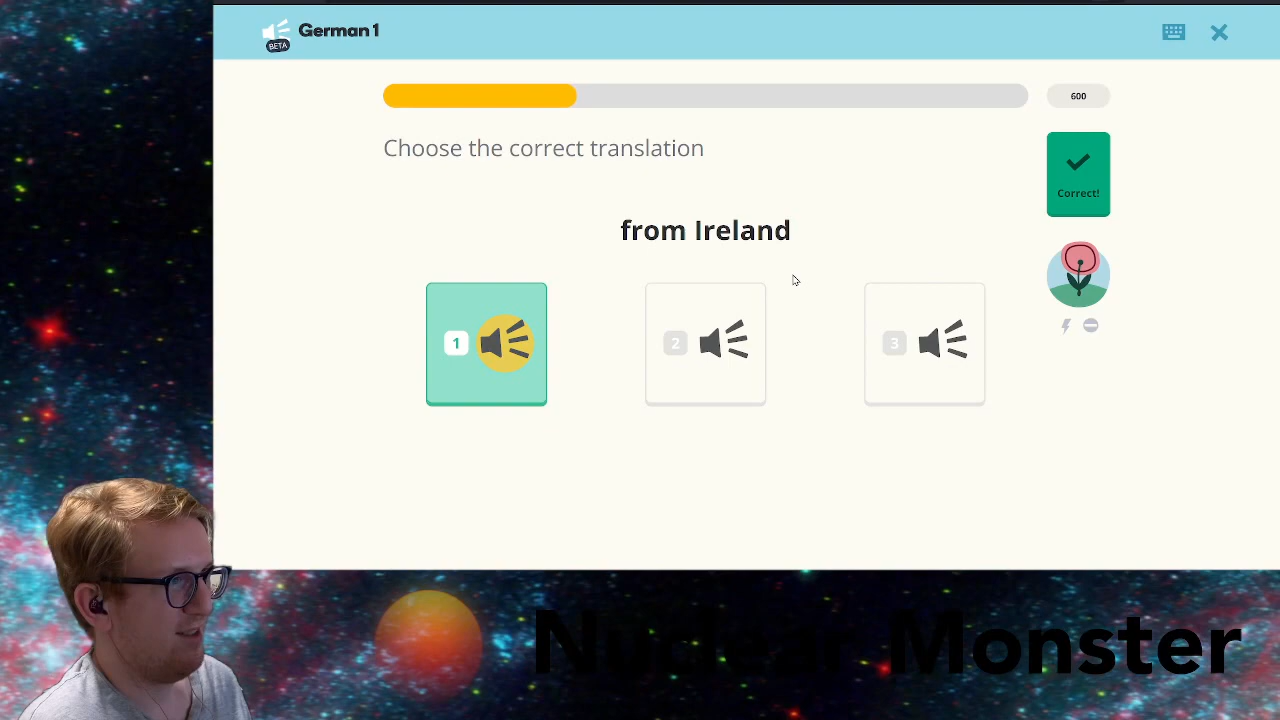 German 1
BETA
600
Choose the correct translation
Correct!
from Ireland
1
2
3
Nuclear Monster